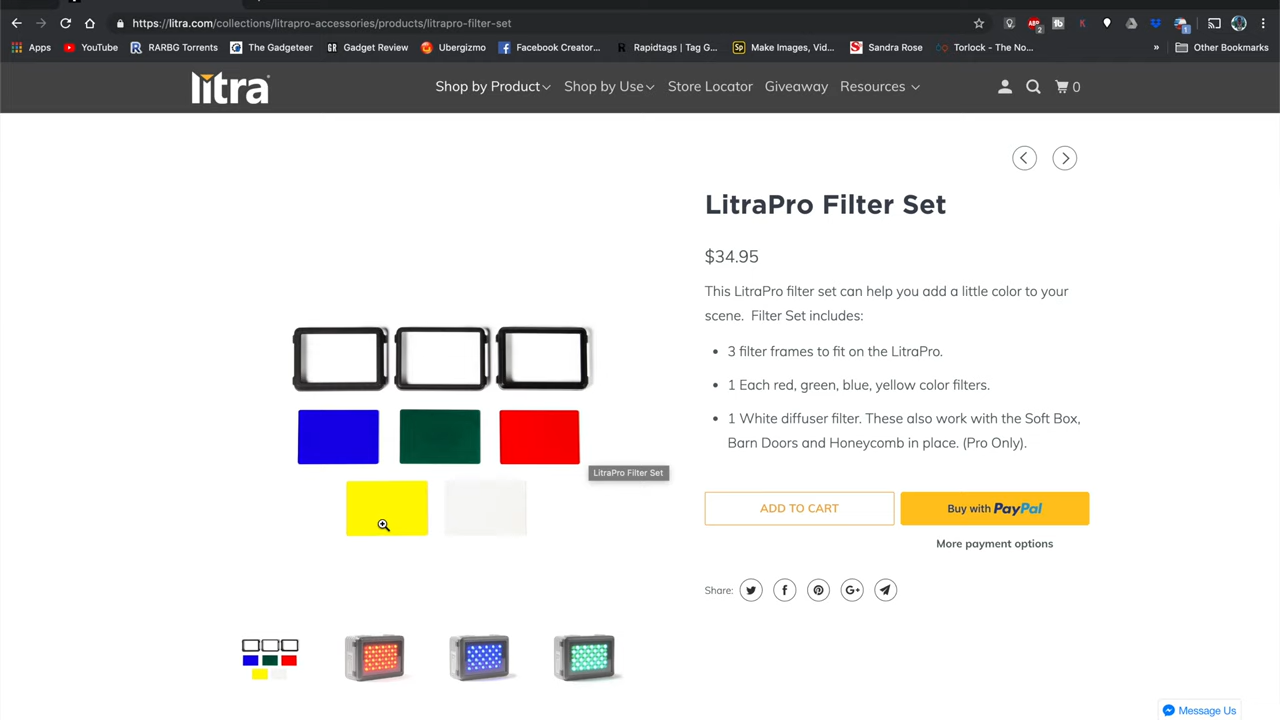 https://litra.com/collections/litrapro-accessories/products/litrapro-filter-set
ABP
2
K
1
Apps
YouTube
RARBG Torrents
The Gadgeteer
GR Gadget Review
Ubergizmo
Facebook Creator...
R Rapidtags | Tag G...
Sp Make Images, Vid...
S Sandra Rose
Torlock - The No...
»
Other Bookmarks
litra
Shop by Product
Shop by Use
Store Locator
Giveaway
Resources
0
LitraPro Filter Set
$34.95
This LitraPro filter set can help you add a little color to your
scene. Filter Set includes:
• 3 filter frames to fit on the LitraPro.
• 1 Each red, green, blue, yellow color filters.
• 1 White diffuser filter. These also work with the Soft Box,
Barn Doors and Honeycomb in place. (Pro Only).
LitraPro Filter Set
ADD TO CART
Buy with PayPal
More payment options
Share:
G+
Message Us